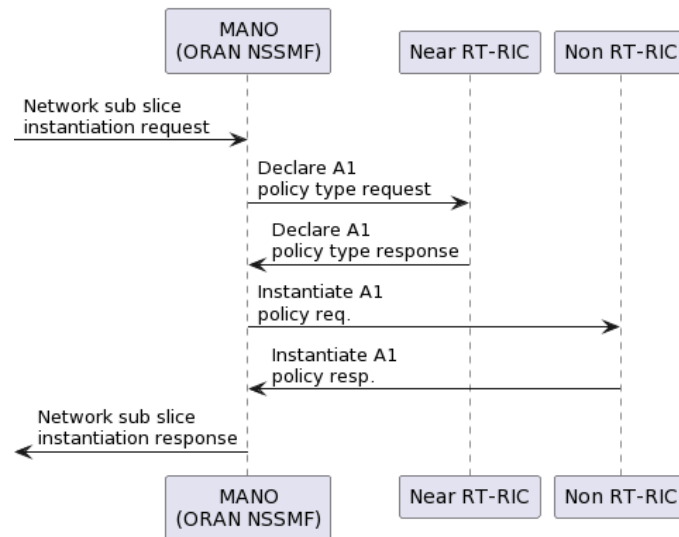 MANO
(ORAN NSSMF)
Near RT-RIC
Non RT-RIC
Network sub slice
instantiation request
Declare A1
policy type request
Declare A1
policy type response
Instantiate A1
policy req.
Instantiate A1
policy resp.
Network sub slice
instantiation response
MANO
(ORAN NSSMF)
Near RT-RIC
Non RT-RIC